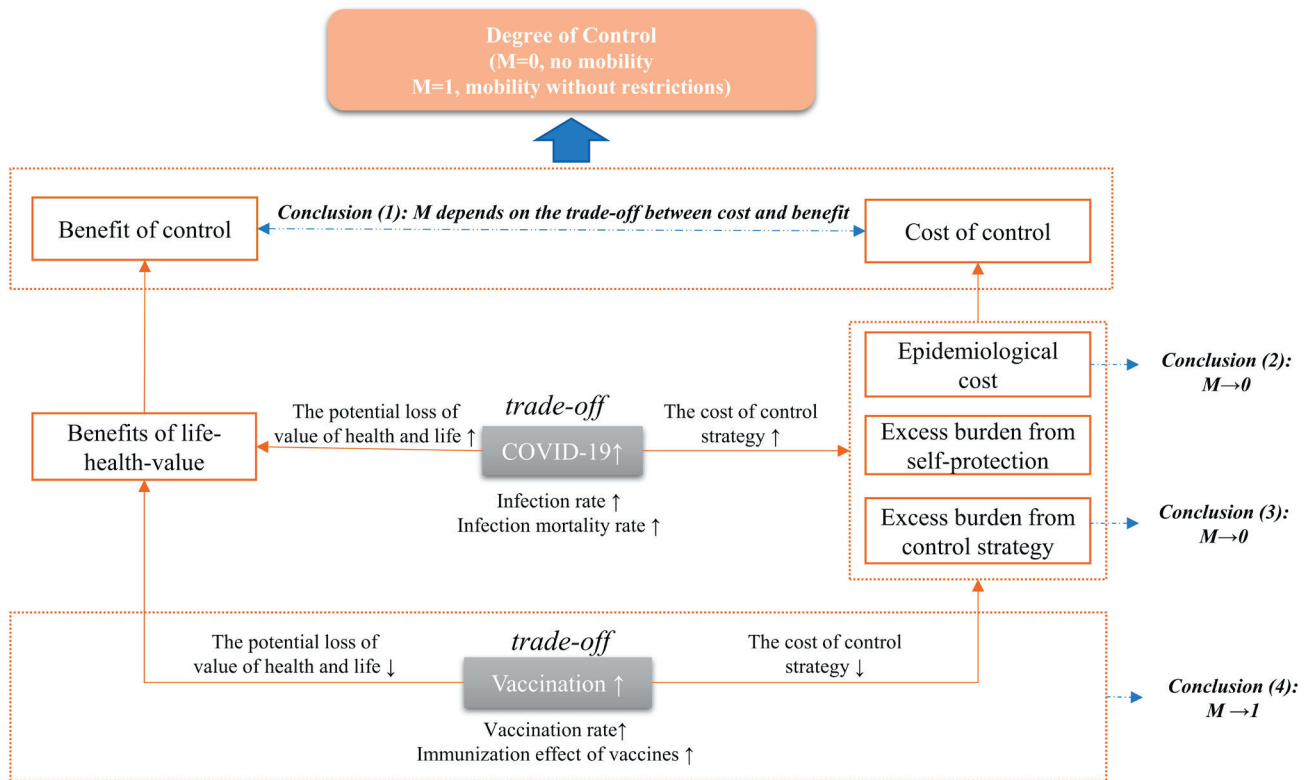 Degree of Control
(M=0, no mobility
M=1, mobility without restrictions)
Benefit of control
Conclusion (1): M depends on the trade-off between cost and benefit
Cost of control
Epidemiological
cost
Conclusion (2):
M→0
The potential loss of
value of health and life ↑
trade-off
COVID-19↑
The cost of control
strategy ↑
Benefits of life-
health-value
Excess burden from
self-protection
Infection rate ↑
Infection mortality rate ↑
Excess burden from
control strategy
Conclusion (3):
M→0
The potential loss of
value of health and life ↓
trade-off
Vaccination ↑
The cost of control
strategy ↓
Vaccination rate↑
Immunization effect of vaccines ↑
Conclusion (4):
M →1